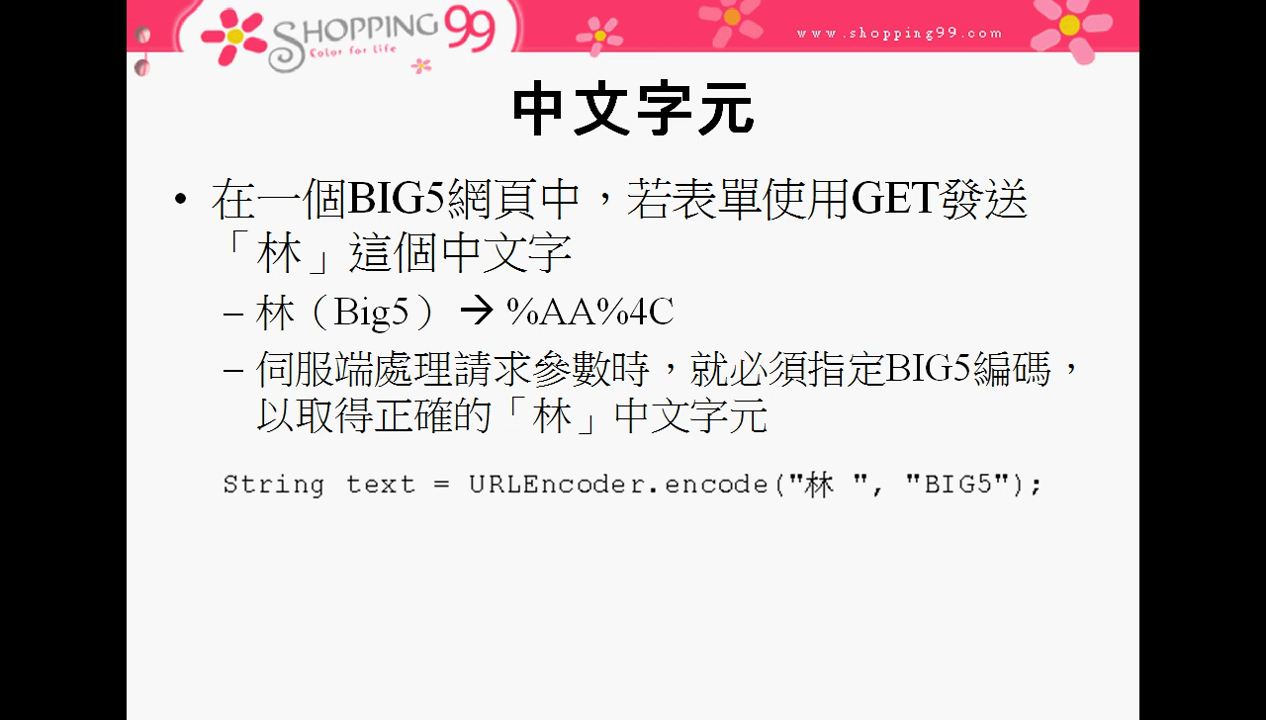 SHOPPING 99
Color for Life
www.shopping99.com
中文字元
• 在一個BIG5網頁中，若表單使用GET發送
「林」這個中文字
– 林（Big5） → %AA%4C
– 伺服端處理請求參數時，就必須指定BIG5編碼，
以取得正確的「林」中文字元
String text = URLEncoder.encode("林 ", "BIG5");